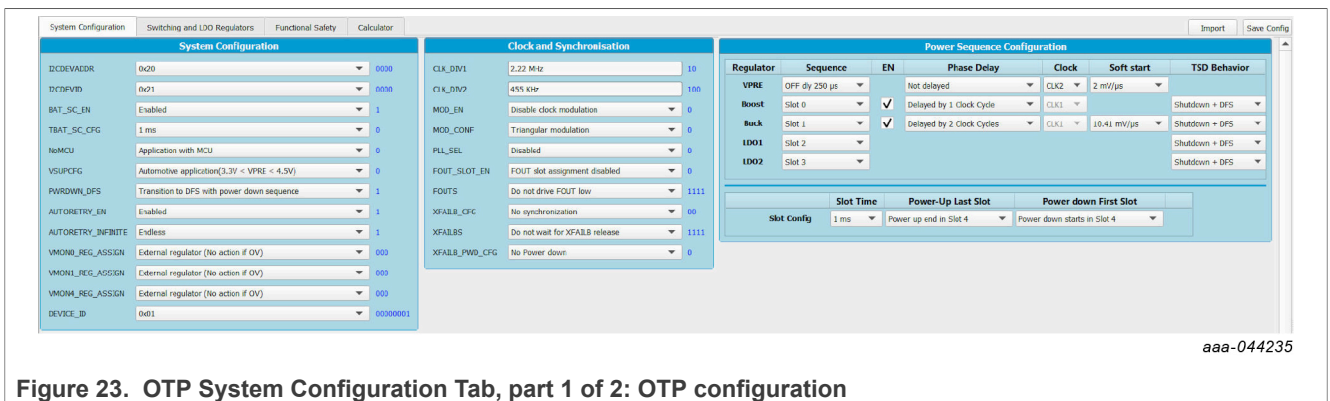 System Configuration Switching and LDO Regulators Functional Safety Calculator Import Save Config
System Configuration
I2CDEVADDR 0x20 0000
I2CDEVID 0x21 0000
BAT_SC_EN Enabled 1
TBAT_SC_CFG 1 ms 0
NoMCU Application with MCU 0
VSUPCFG Automotive application(3.3V < VPRE < 4.5V) 0
PWRDWN_DFS Transition to DFS with power down sequence 1
AUTORETRY_EN Enabled 1
AUTORETRY_INFINITE Endless 1
VMON0_REG_ASSIGN External regulator (No action if OV) 000
VMON1_REG_ASSIGN External regulator (No action if OV) 000
VMON4_REG_ASSIGN External regulator (No action if OV) 000
DEVICE_ID 0x01 00000001
Clock and Synchronisation
CLK_DIV1 2.22 MHz 10
CLK_DIV2 455 KHz 100
MOD_EN Disable clock modulation 0
MOD_CONF Triangular modulation 0
PLL_SEL Disabled 0
FOUT_SLOT_EN FOUT slot assignment disabled 0
FOUTS Do not drive FOUT low 1111
XFAILB_CFG No synchronization 00
XFAILBS Do not wait for XFAILB release 1111
XFAILB_PWD_CFG No Power down 0
Power Sequence Configuration
Regulator Sequence EN Phase Delay Clock Soft start TSD Behavior
VPRE OFF dly 250 µs Not delayed CLK2 2 mV/µs
Boost Slot 0 Delayed by 1 Clock Cycle CLK1 Shutdown + DFS
Buck Slot 1 Delayed by 2 Clock Cycles CLK1 10.41 mV/µs Shutdown + DFS
LDO1 Slot 2 Shutdown + DFS
LDO2 Slot 3 Shutdown + DFS
Slot Time Power-Up Last Slot Power down First Slot
Slot Config 1 ms Power up end in Slot 4 Power down starts in Slot 4
aaa-044235
Figure 23. OTP System Configuration Tab, part 1 of 2: OTP configuration